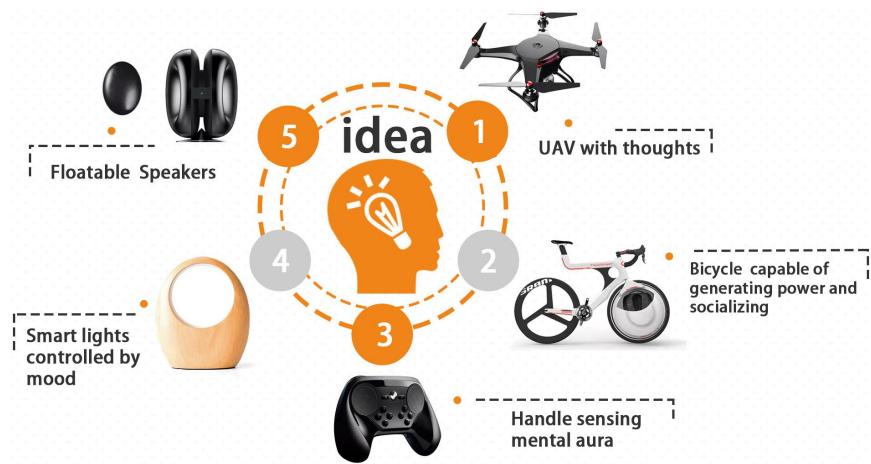 idea
1
UAV with thoughts
2
Bicycle capable of
generating power and
socializing
3
Handle sensing
mental aura
4
Smart lights
controlled by
mood
5
Floatable Speakers